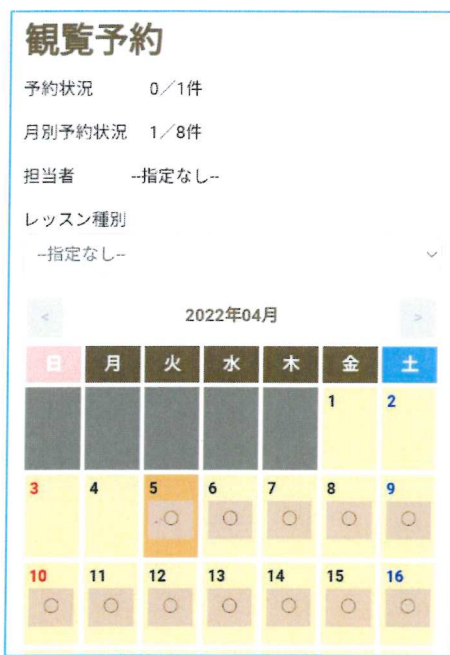 観覧予約
予約状況 0／1件
月別予約状況 1／8件
担当者 --指定なし--
レッスン種別
--指定なし--
< 2022年04月 >
日 月 火 水 木 金 土
1 2
3 4 5 6 7 8 9
○ ○ ○ ○ ○
10 11 12 13 14 15 16
○ ○ ○ ○ ○ ○ ○